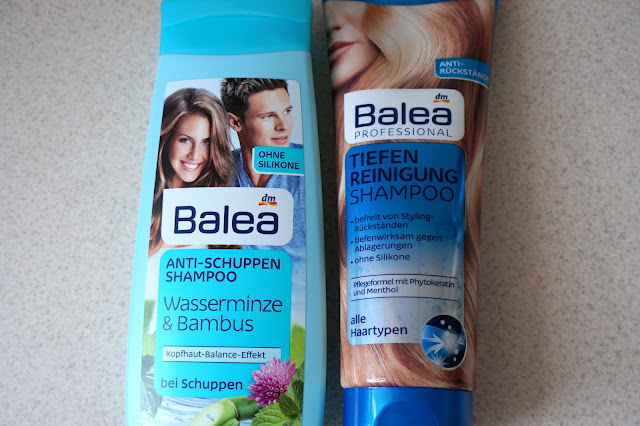 OHNE
SILIKONE
dm
Balea
ANTI-SCHUPPEN
SHAMPOO
Wasserminze
& Bambus
Kopfhaut-Balance-Effekt
bei Schuppen
ANTI-
RÜCKSTÄNDE
dm
Balea
PROFESSIONAL
TIEFEN
REINIGUNG
SHAMPOO
• befreit von Styling-
Rückständen
• tiefenwirksam gegen
Ablagerungen
• ohne Silikone
Pflegeformel mit Phytokeratin
und Menthol
alle
Haartypen